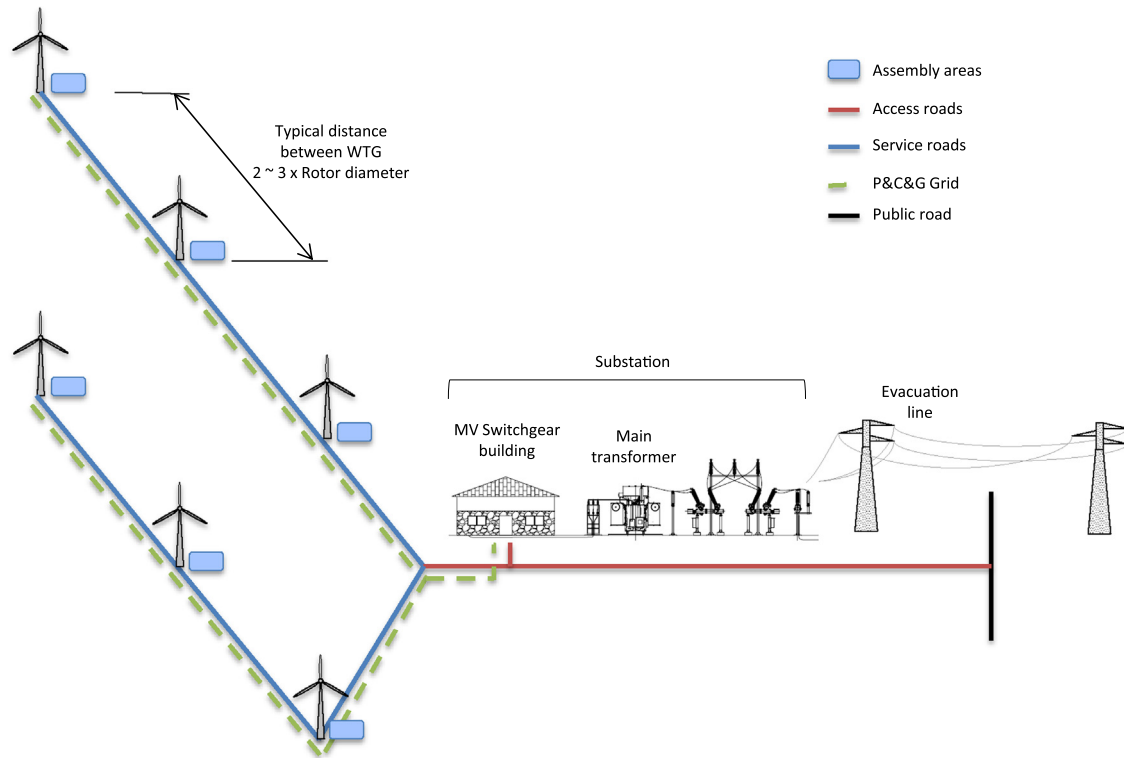 Assembly areas
Access roads
Service roads
P&C&G Grid
Public road
Typical distance
between WTG
2 ~ 3 x Rotor diameter
Substation
MV Switchgear
building
Main
transformer
Evacuation
line